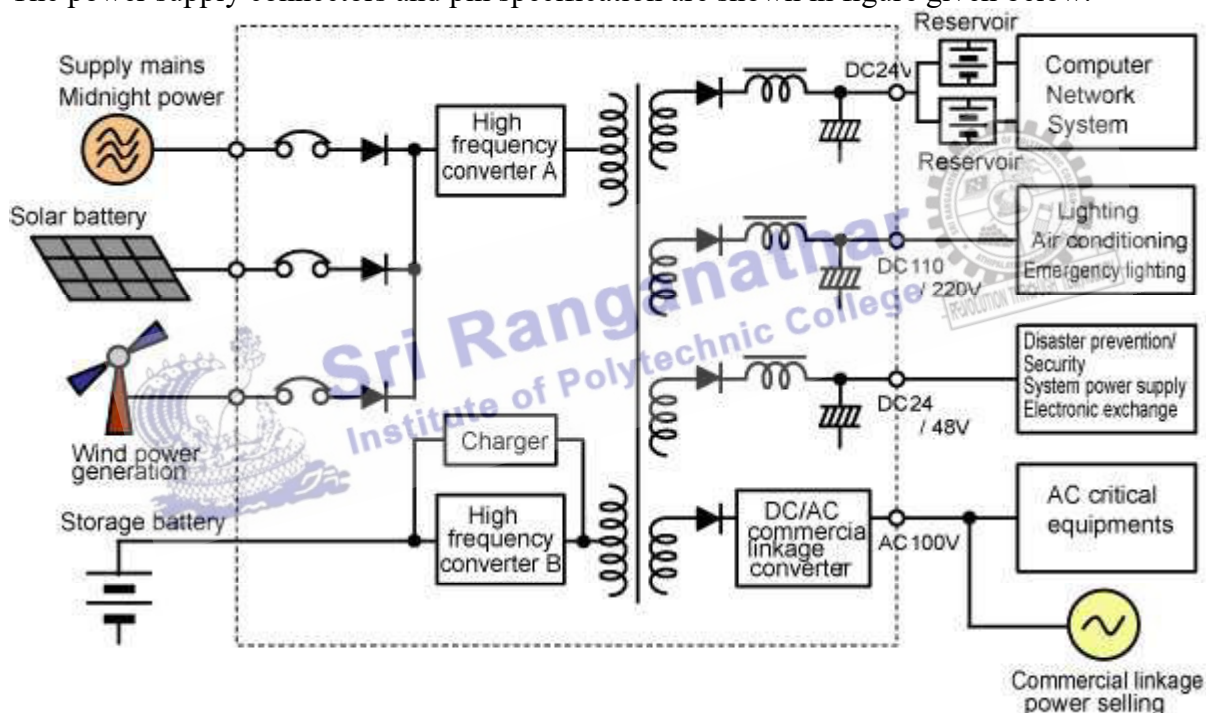 The power supply connectors and pin specification are shown in figure given below.
Supply mains
Midnight power
Solar battery
Wind power
generation
Storage battery
High
frequency
converter A
Charger
High
frequency
converter B
DC/AC
commercia
linkage
converter
DC24V
DC110
/ 220V
DC24
/ 48V
AC100V
Reservoir
Reservoir
Computer
Network
System
Lighting
Air conditioning
Emergency lighting
Disaster prevention/
Security
System power supply
Electronic exchange
AC critical
equipments
Commercial linkage
power selling
Sri Ranganathar
Institute of Polytechnic College